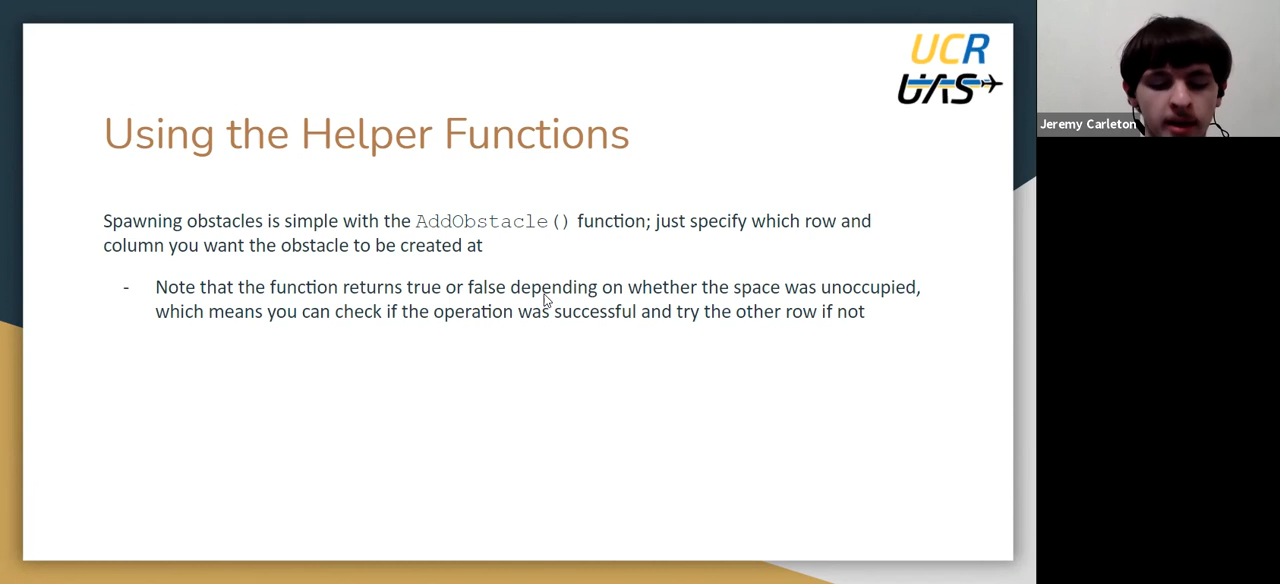 UCR
UAS
Jeremy Carleton
Using the Helper Functions
Spawning obstacles is simple with the AddObstacle() function; just specify which row and
column you want the obstacle to be created at
- Note that the function returns true or false depending on whether the space was unoccupied,
which means you can check if the operation was successful and try the other row if not